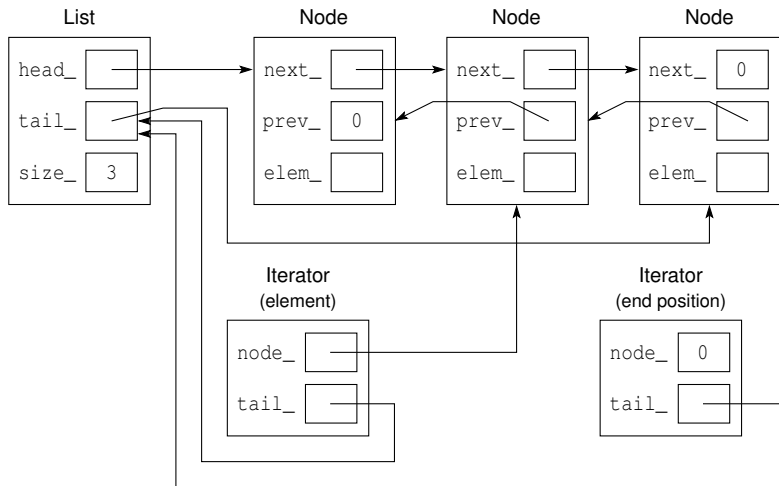 List
Node
Node
Node
head_
next_
next_
next_ 0
tail_
prev_ 0
prev_
prev_
size_ 3
elem_
elem_
elem_
Iterator
(element)
Iterator
(end position)
node_
node_ 0
tail_
tail_